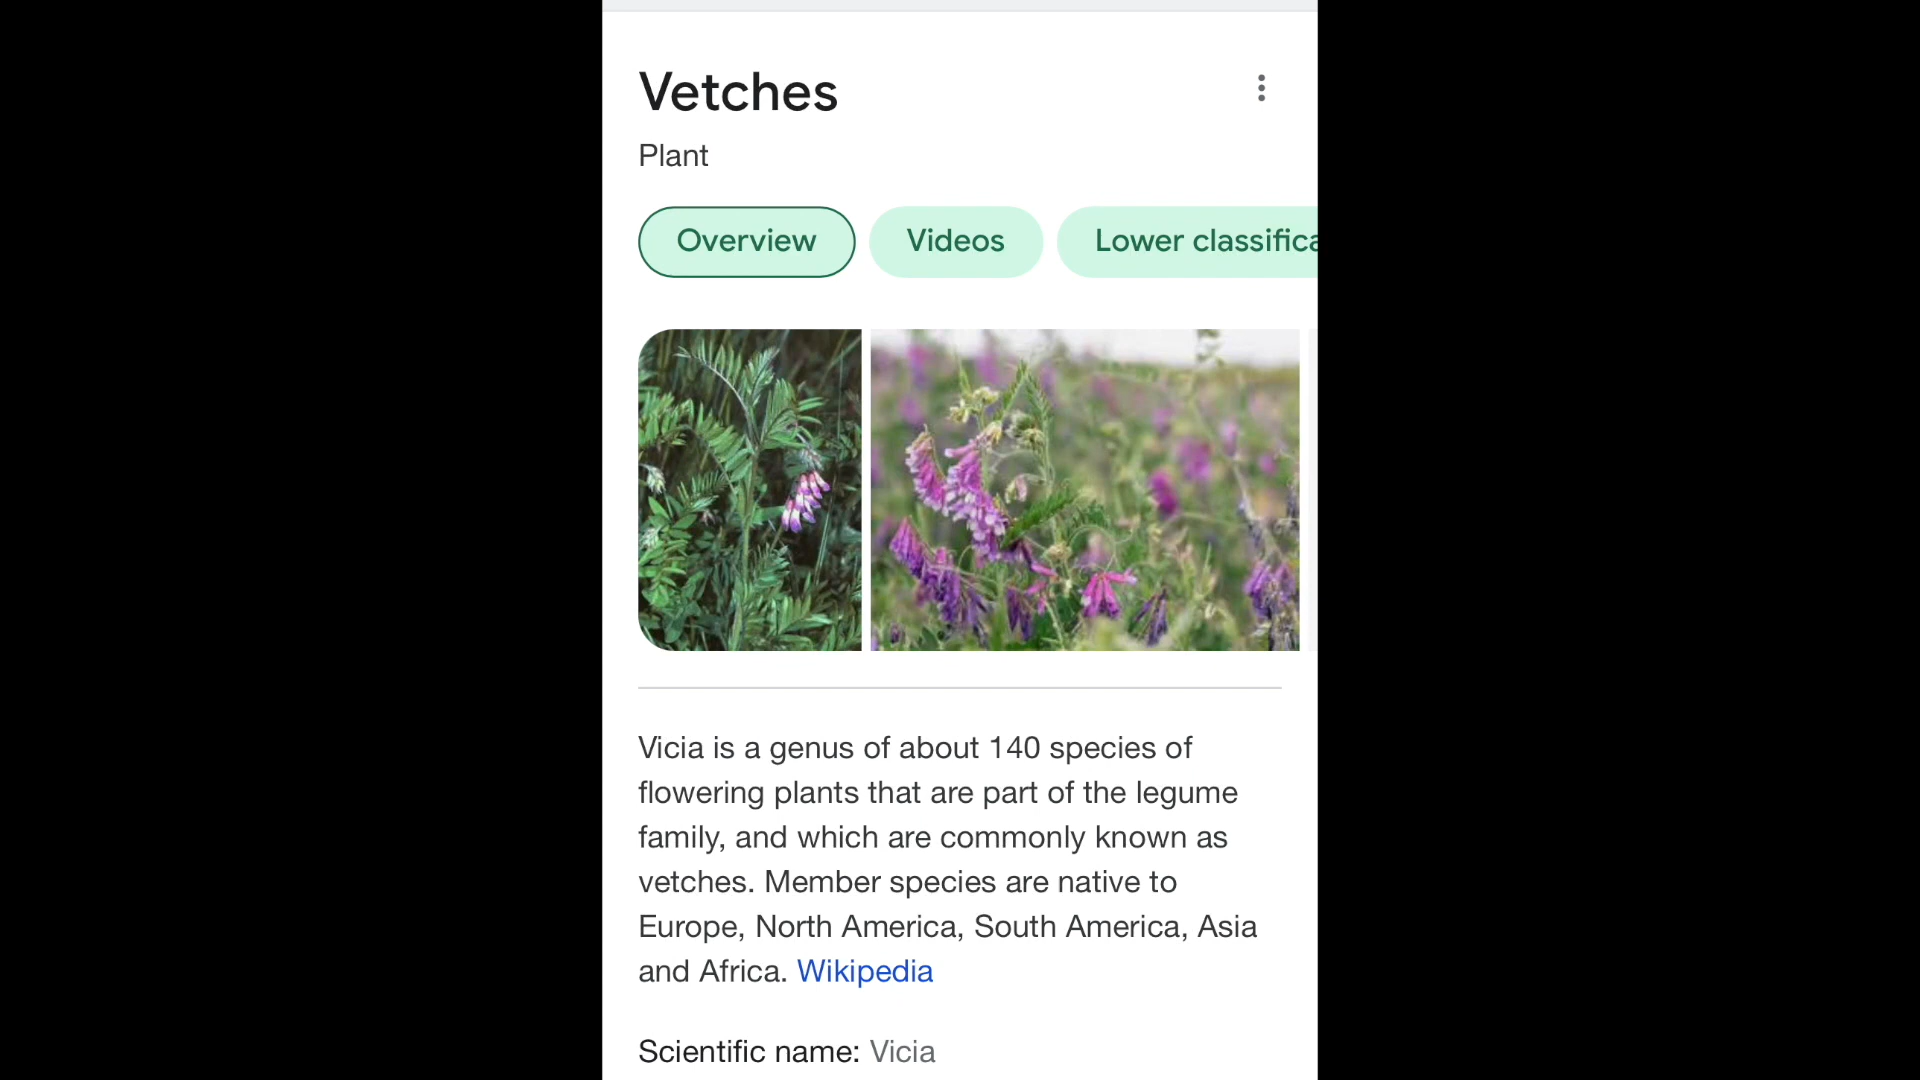 Vetches
Plant
Overview
Videos
Lower classifica
Vicia is a genus of about 140 species of
flowering plants that are part of the legume
family, and which are commonly known as
vetches. Member species are native to
Europe, North America, South America, Asia
and Africa. Wikipedia
Scientific name: Vicia